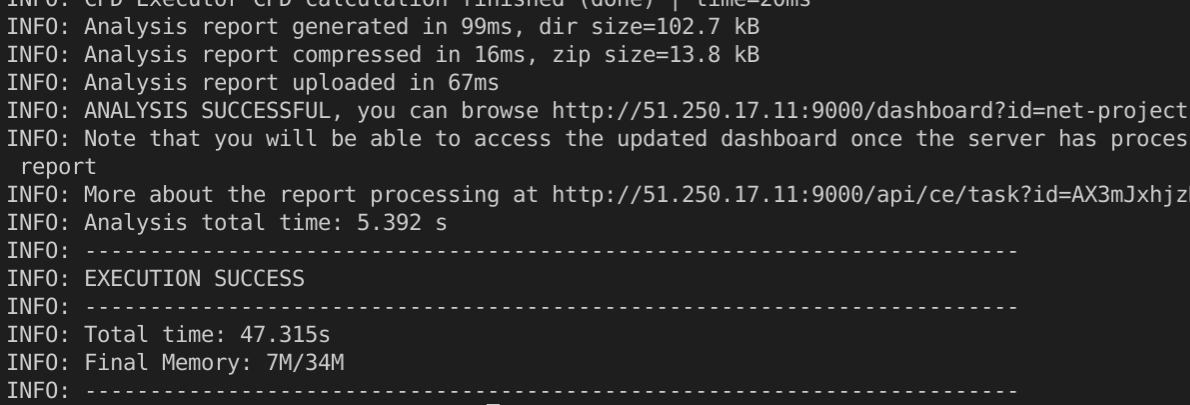 INFO: CPD Executor CPD calculation finished (done) | time=20ms
INFO: Analysis report generated in 99ms, dir size=102.7 kB
INFO: Analysis report compressed in 16ms, zip size=13.8 kB
INFO: Analysis report uploaded in 67ms
INFO: ANALYSIS SUCCESSFUL, you can browse http://51.250.17.11:9000/dashboard?id=net-project
INFO: Note that you will be able to access the updated dashboard once the server has proces
report
INFO: More about the report processing at http://51.250.17.11:9000/api/ce/task?id=AX3mJxhjz
INFO: Analysis total time: 5.392 s
INFO: ------------------------------------------------------------------------
INFO: EXECUTION SUCCESS
INFO: ------------------------------------------------------------------------
INFO: Total time: 47.315s
INFO: Final Memory: 7M/34M
INFO: ------------------------------------------------------------------------